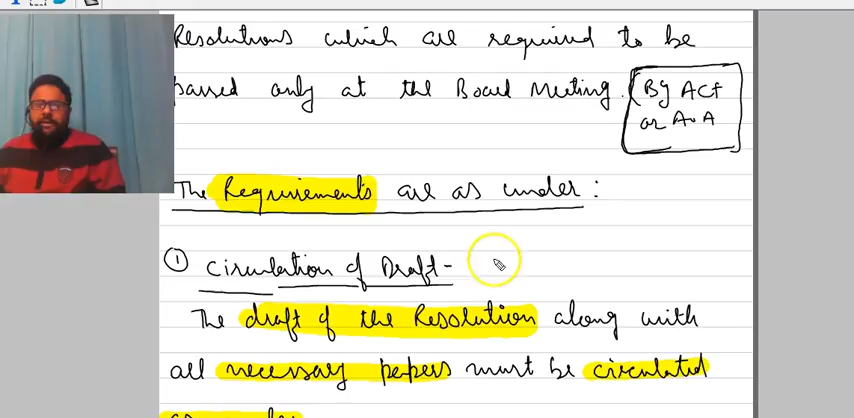 Resolutions which are required to be
passed only at the Board Meeting.
By ACt
or AoA
The Requirements are as under:
① Circulation of Draft-
The draft of the Resolution along with
all necessary papers must be circulated
as under